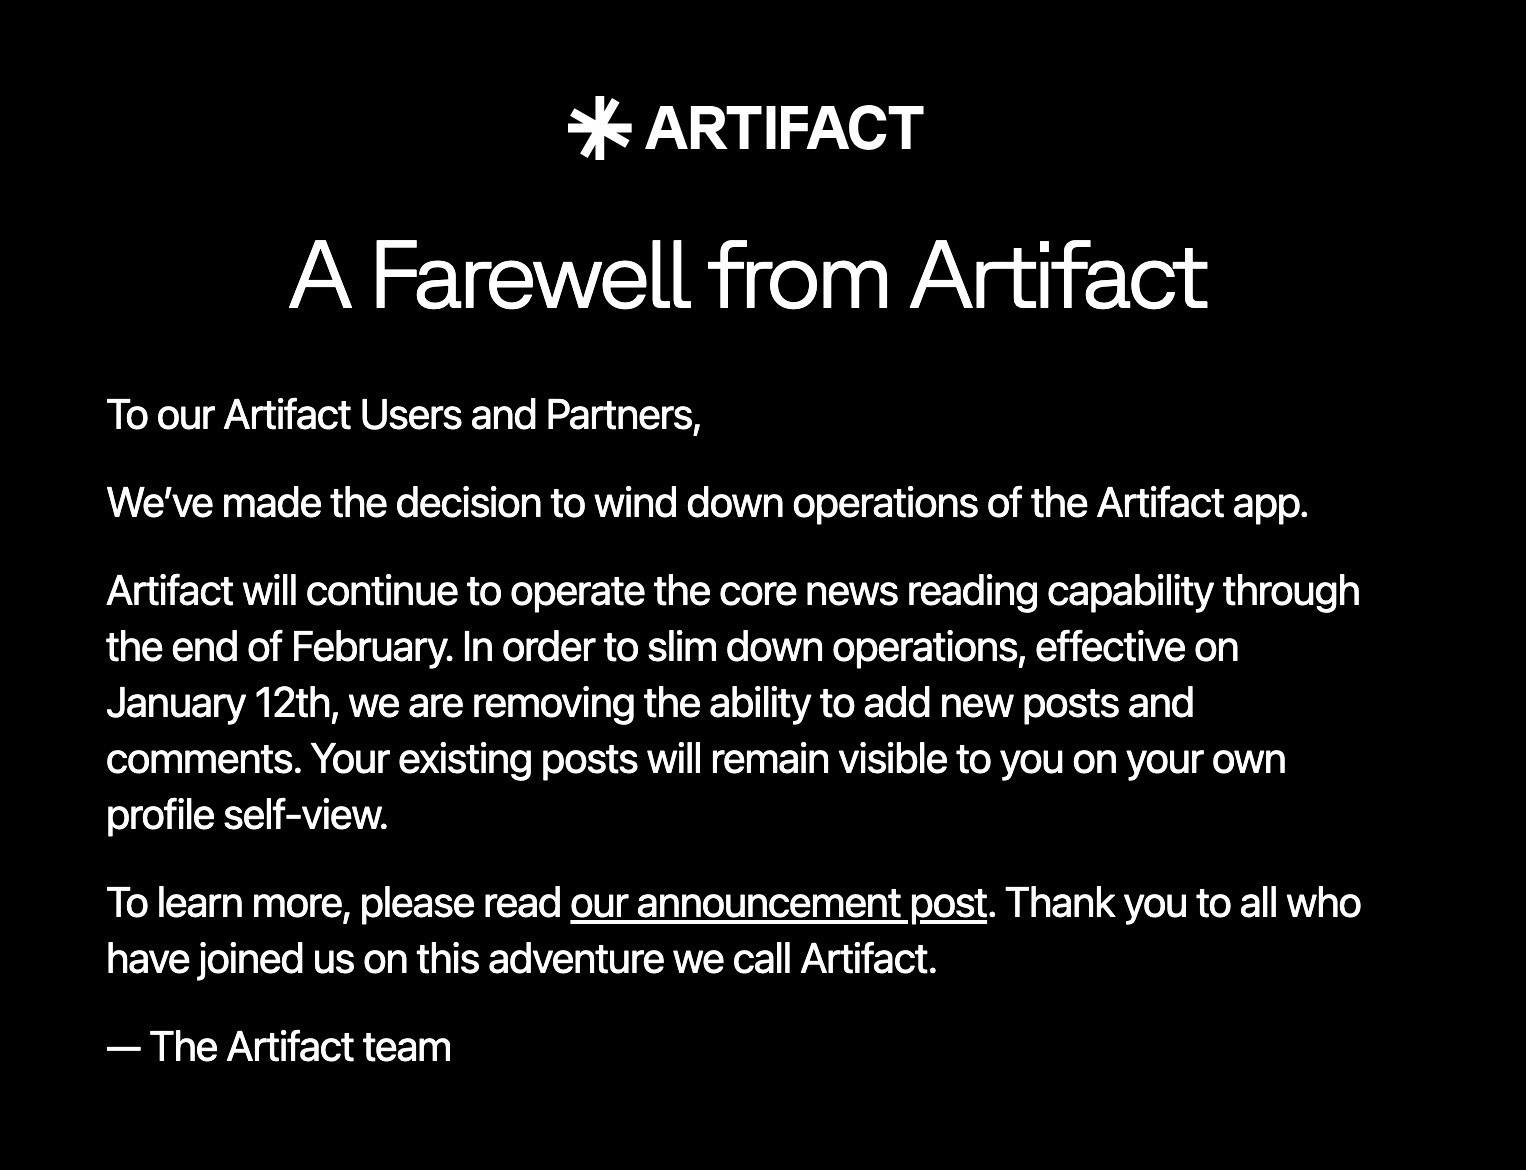 ARTIFACT
A Farewell from Artifact
To our Artifact Users and Partners,
We’ve made the decision to wind down operations of the Artifact app.
Artifact will continue to operate the core news reading capability through
the end of February. In order to slim down operations, effective on
January 12th, we are removing the ability to add new posts and
comments. Your existing posts will remain visible to you on your own
profile self-view.
To learn more, please read our announcement post. Thank you to all who
have joined us on this adventure we call Artifact.
— The Artifact team